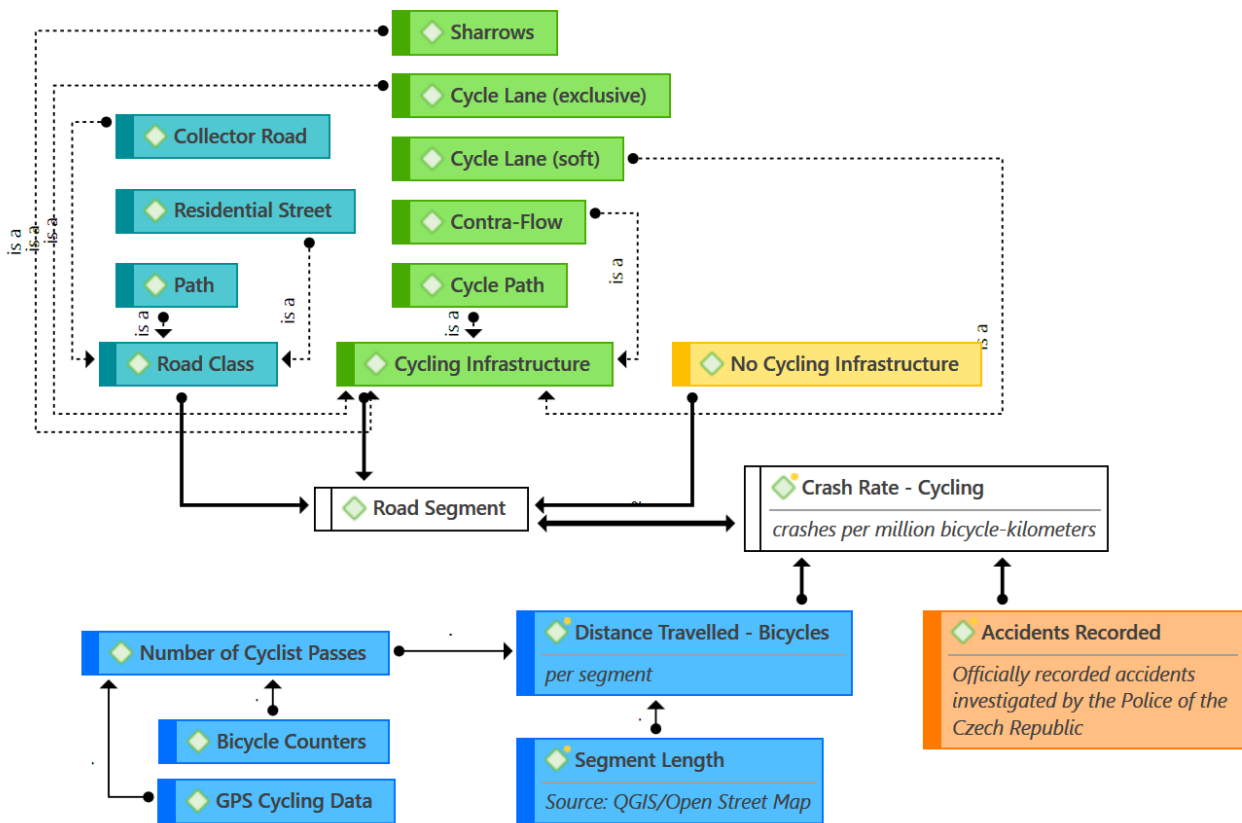 Sharrows
Cycle Lane (exclusive)
Collector Road
Cycle Lane (soft)
Residential Street
Contra-Flow
is a
is a
is a
is a
is a
Path
Cycle Path
is a
is a
is a
Road Class
Cycling Infrastructure
No Cycling Infrastructure
Crash Rate - Cycling
Road Segment
crashes per million bicycle-kilometers
Distance Travelled - Bicycles
Accidents Recorded
Number of Cyclist Passes
per segment
Officially recorded accidents
investigated by the Police of the
Czech Republic
Bicycle Counters
Segment Length
GPS Cycling Data
Source: QGIS/Open Street Map